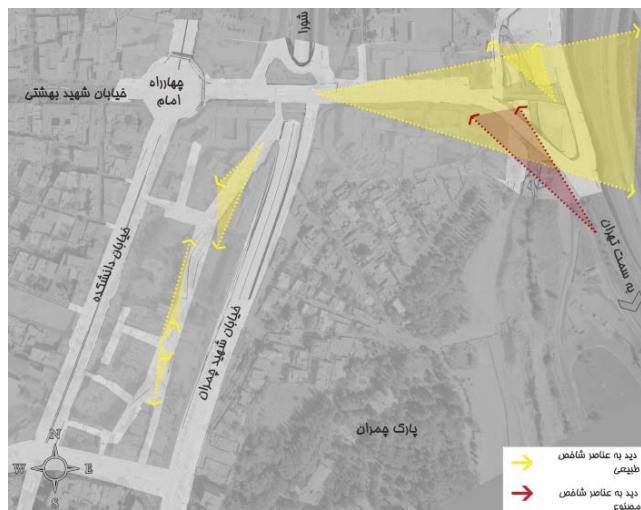 شورا
چهارراه
امام
خیابان شهید بهشتی
خیابان دانشکده
خیابان شهید چمران
به سمت تهران
پارک چمران
N
W
E
S
دید به عناصر شاخص
طبیعی
دید به عناصر شاخص
مصنوع